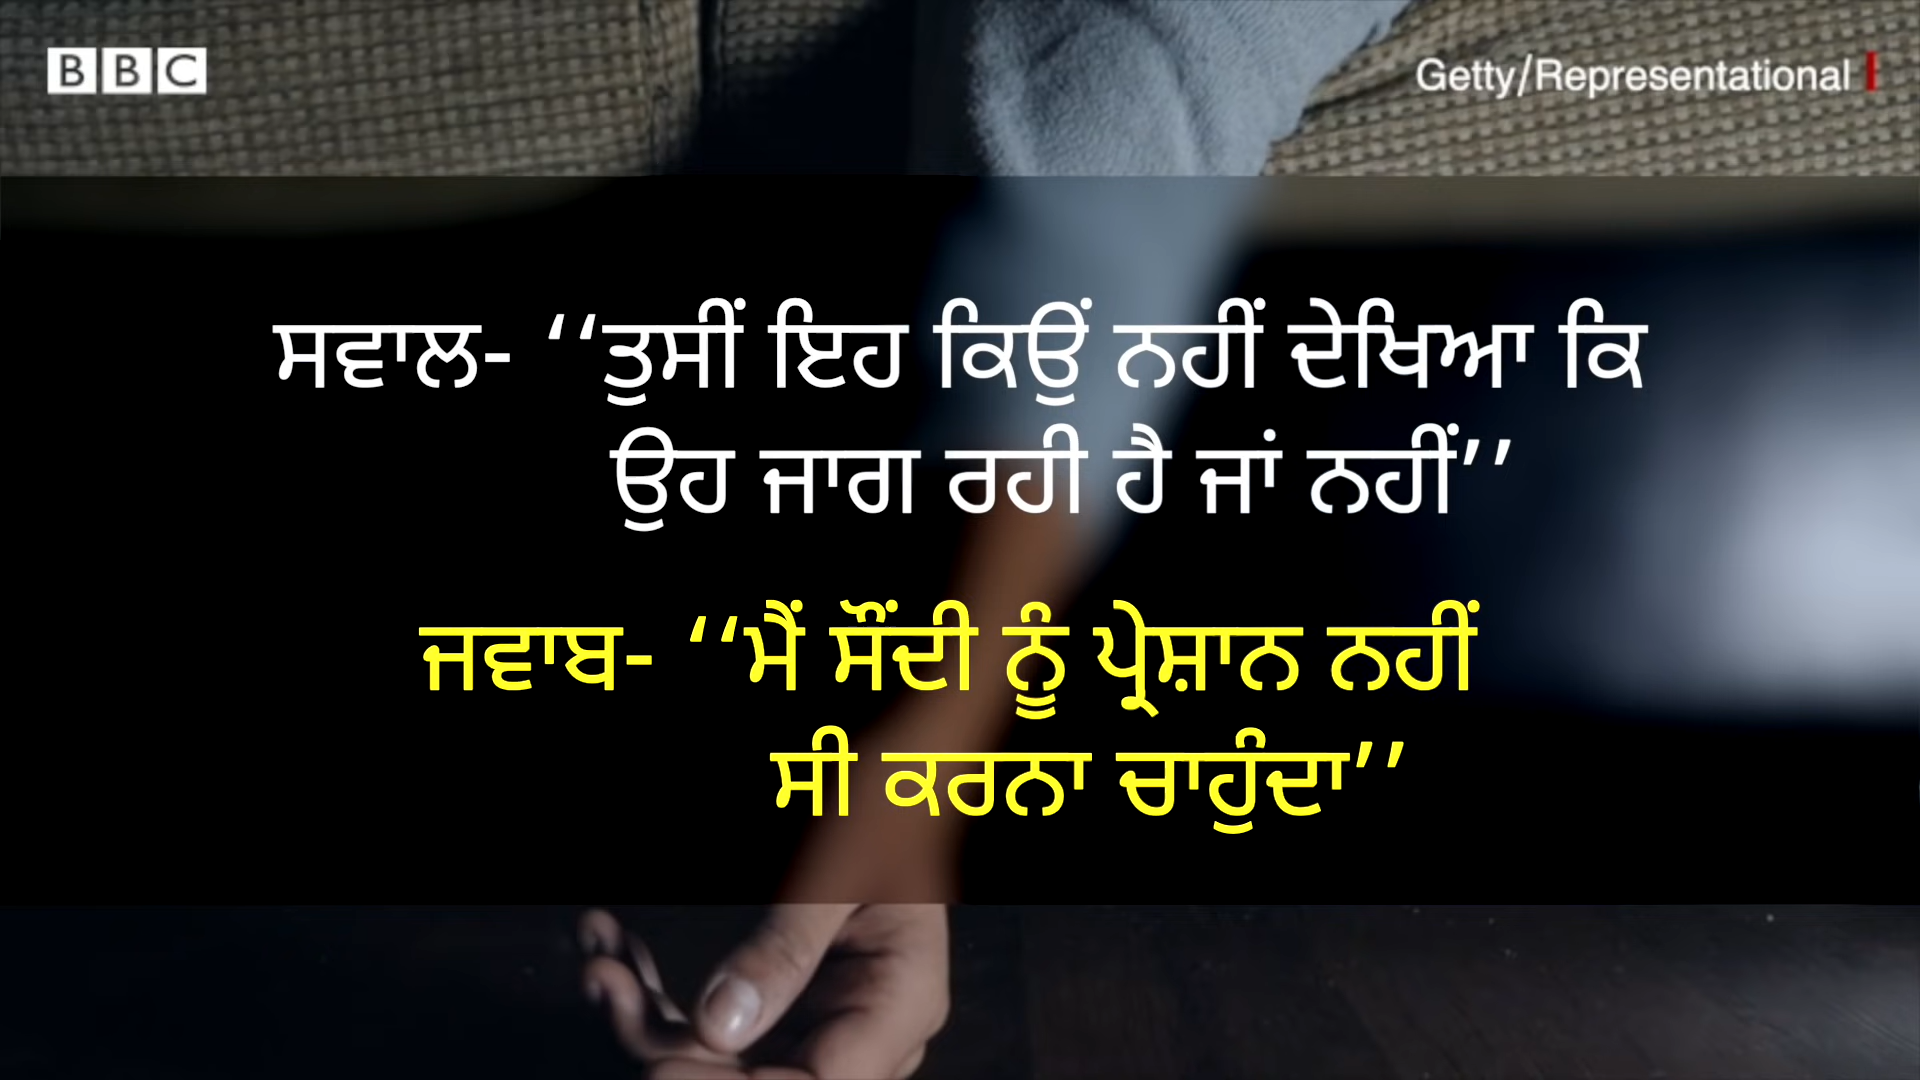 BBC
Getty/Representational
ਸਵਾਲ- ‘‘ਤੁਸੀਂ ਇਹ ਕਿਉਂ ਨਹੀਂ ਦੇਖਿਆ ਕਿ
ਉਹ ਜਾਗ ਰਹੀ ਹੈ ਜਾਂ ਨਹੀਂ’’
ਜਵਾਬ- ‘‘ਮੈਂ ਸੌਂਦੀ ਨੂੰ ਪ੍ਰੇਸ਼ਾਨ ਨਹੀਂ
ਸੀ ਕਰਨਾ ਚਾਹੁੰਦਾ’’